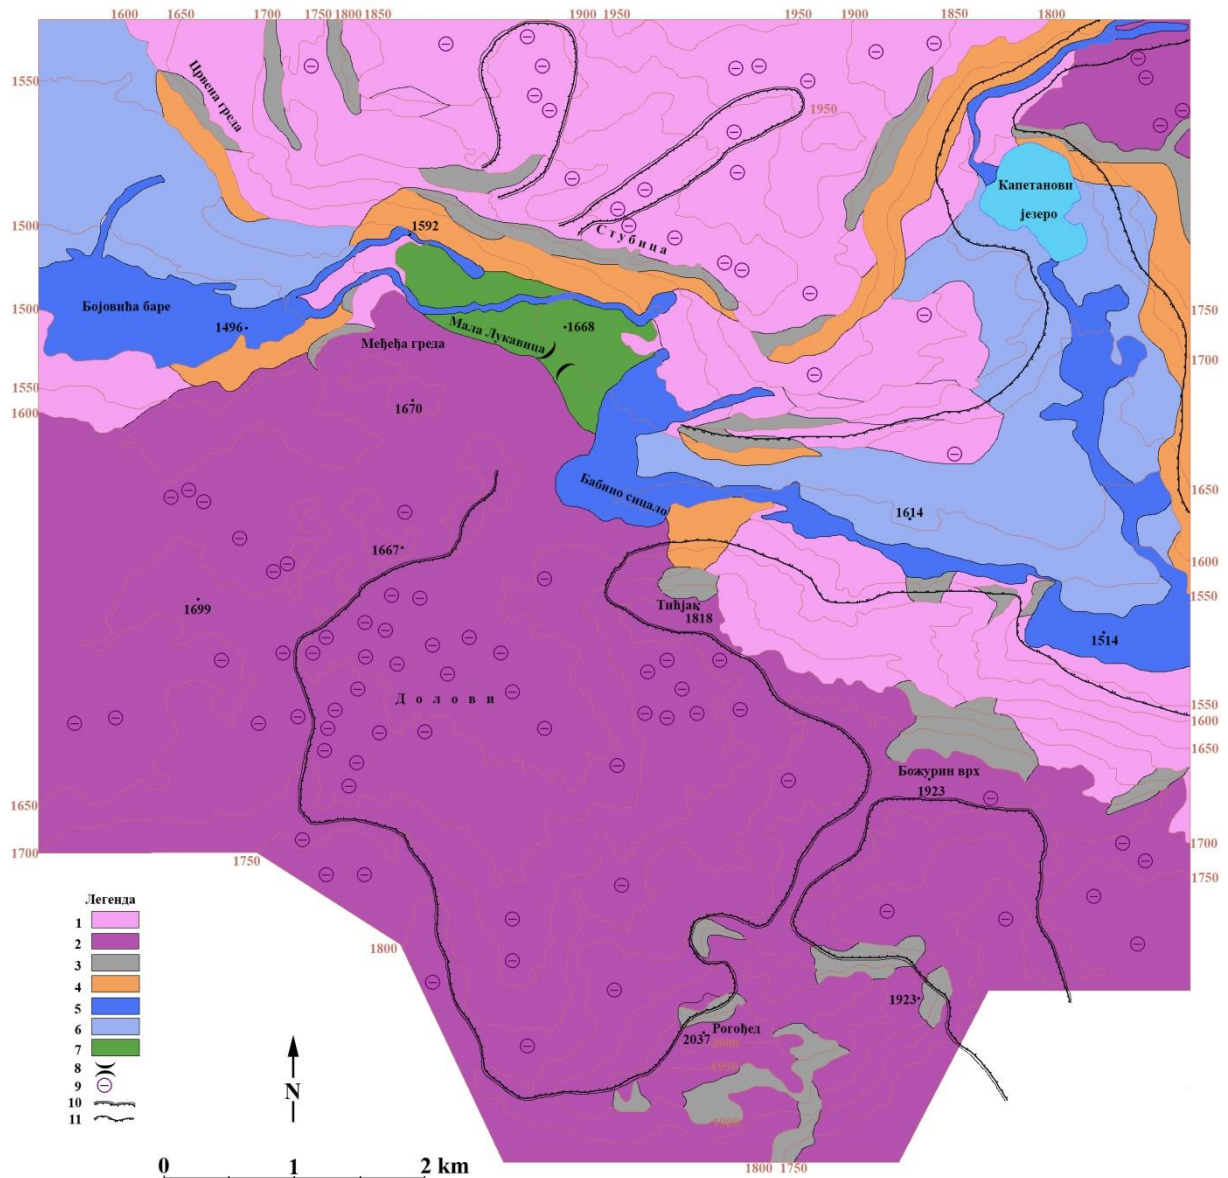 1600 1650 1700 1750 1800 1850 1900 1950 1950 1900 1850 1800
1550
Црвена греда
1950
Капетанови
језеро
1500
1592
Стубица
Бојовића баре
1500
1496
Мала Лукавица
1668
1750
Међеђа греда
1700
1550
1670
1600
Бабино сицало
1650
1614
1667
1600
1550
1699
Тићјак
1818
1514
Долови
1550
1600
1650
Божурин врх
1923
1650
1700
1750
1700
1750
Легенда
1
2
3
4
5
6
7
8
9
10
11
1800
1923
Рогођед
2037
2000
1950
1800
N
1800 1750
0 1 2 km